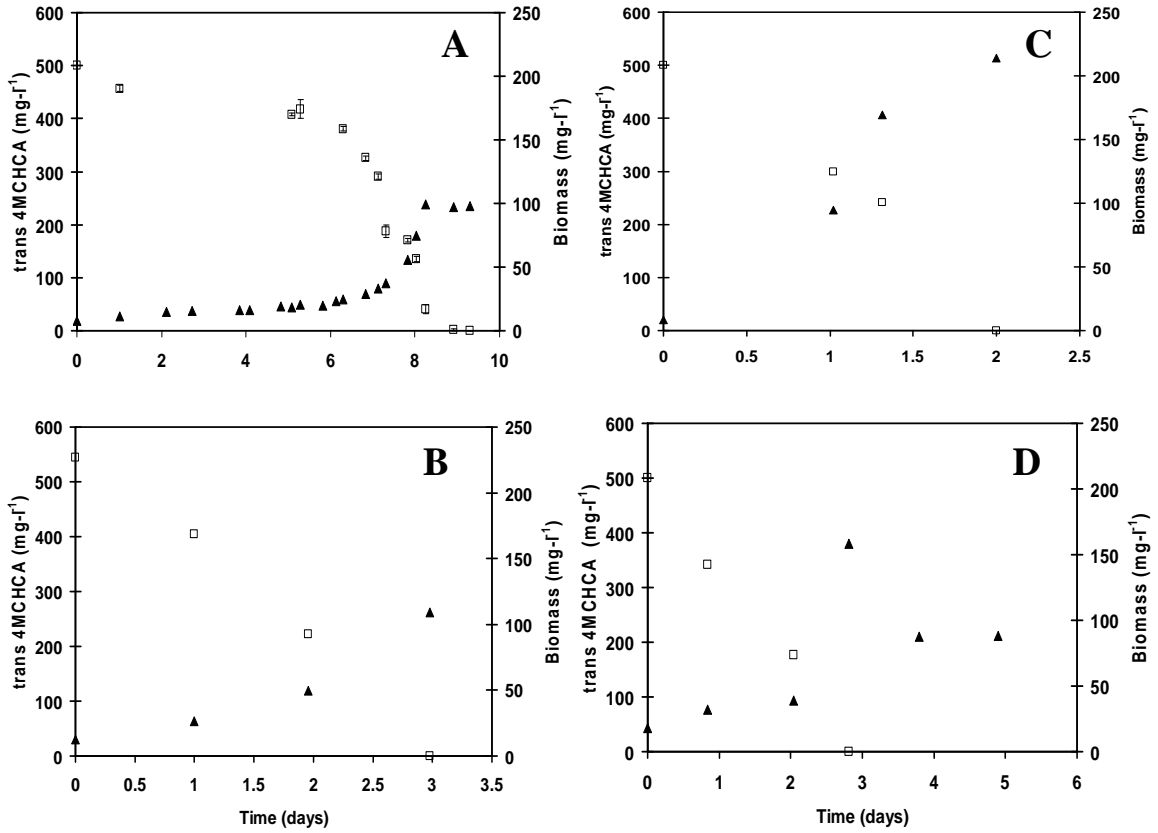 A
600
500
400
300
200
100
0
trans 4MCHCA (mg-l⁻¹)
250
200
150
100
50
0
Biomass (mg-l⁻¹)
0 2 4 6 8 10
C
600
500
400
300
200
100
0
trans 4MCHCA (mg-l⁻¹)
250
200
150
100
50
0
Biomass (mg-l⁻¹)
0 0.5 1 1.5 2 2.5
B
600
500
400
300
200
100
0
trans 4MCHCA (mg-l⁻¹)
250
200
150
100
50
0
Biomass (mg-l⁻¹)
0 0.5 1 1.5 2 2.5 3 3.5
Time (days)
D
600
500
400
300
200
100
0
trans 4MCHCA (mg-l⁻¹)
250
200
150
100
50
0
Biomass (mg-l⁻¹)
0 1 2 3 4 5 6
Time (days)